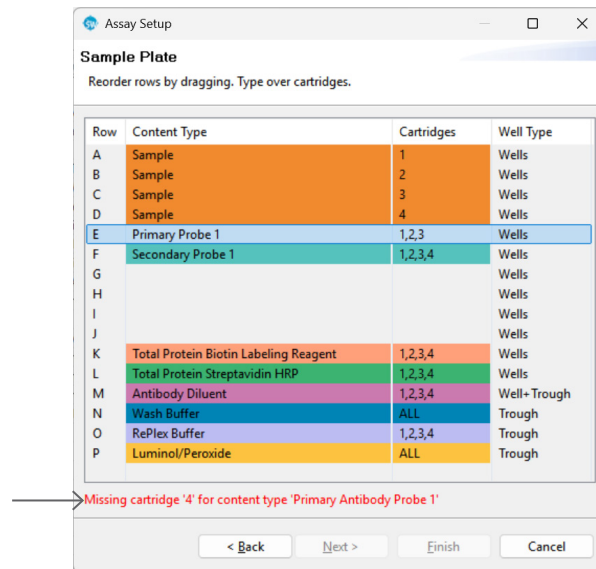 Assay Setup
Sample Plate
Reorder rows by dragging. Type over cartridges.
Row Content Type Cartridges Well Type
A Sample 1 Wells
B Sample 2 Wells
C Sample 3 Wells
D Sample 4 Wells
E Primary Probe 1 1,2,3 Wells
F Secondary Probe 1 1,2,3,4 Wells
G Wells
H Wells
I Wells
J Wells
K Total Protein Biotin Labeling Reagent 1,2,3,4 Wells
L Total Protein Streptavidin HRP 1,2,3,4 Wells
M Antibody Diluent 1,2,3,4 Well+Trough
N Wash Buffer ALL Trough
O RePlex Buffer 1,2,3,4 Trough
P Luminol/Peroxide ALL Trough
Missing cartridge '4' for content type 'Primary Antibody Probe 1'
< Back Next > Finish Cancel